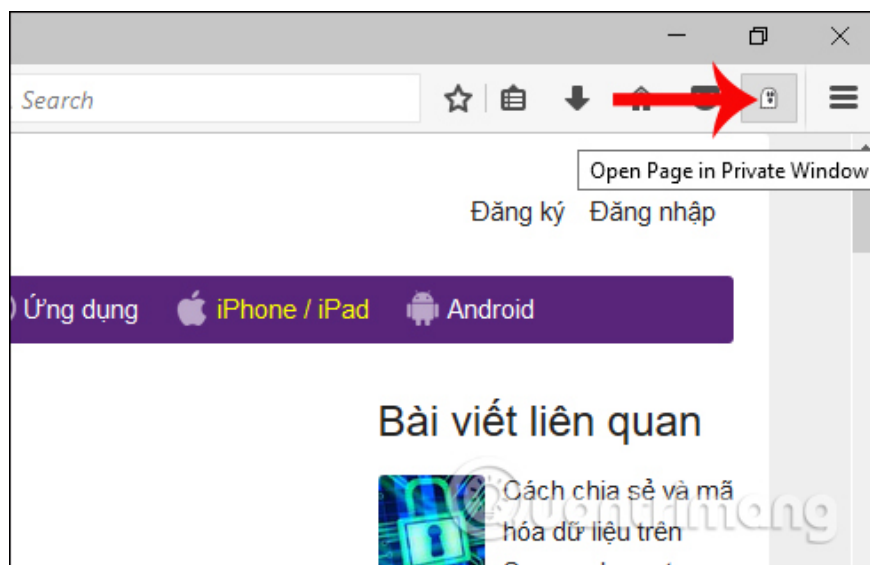 Search
Open Page in Private Window
Đăng ký Đăng nhập
Ứng dụng iPhone / iPad Android
Bài viết liên quan
Cách chia sẻ và mã
hóa dữ liệu trên
Quantrimang